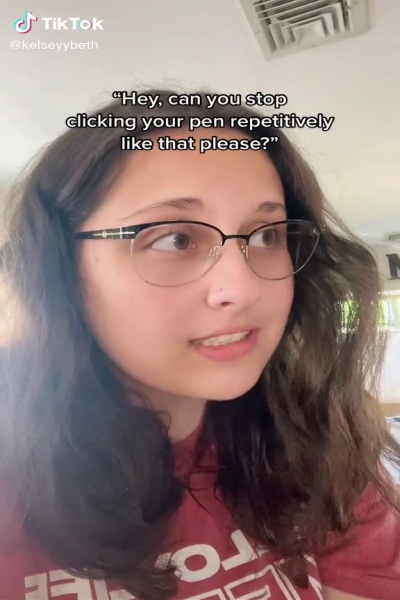 TikTok
@kelseyybeth
“Hey, can you stop
clicking your pen repetitively
like that please?”